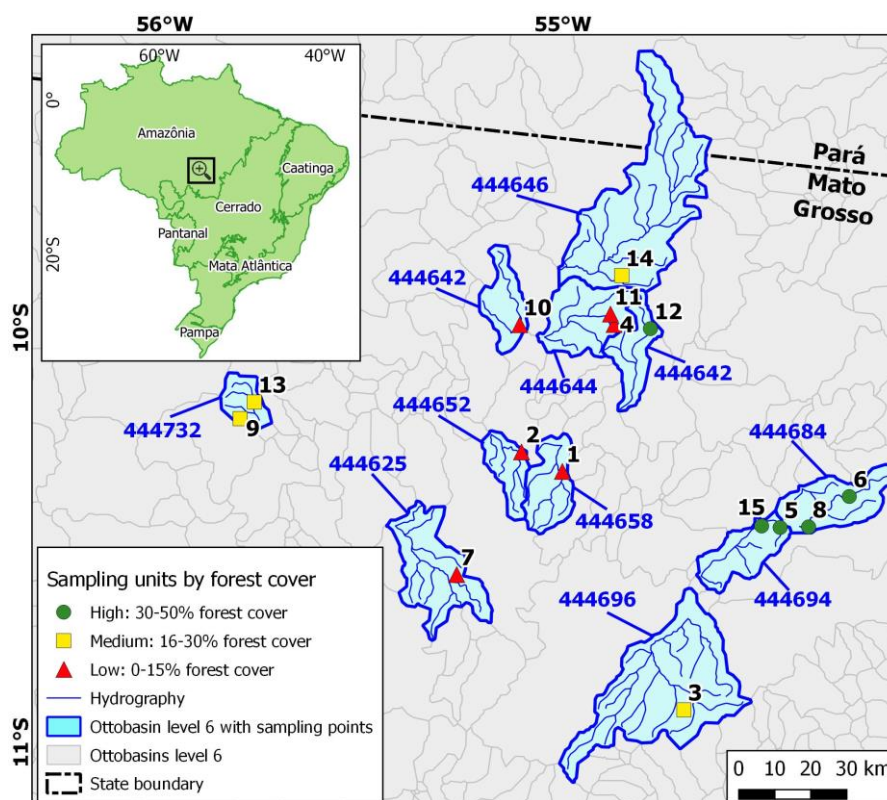 56°W
55°W
60°W
40°W
0°
20°S
Amazônia
Caatinga
Cerrado
Pantanal
Mata Atlântica
Pampa
Pará
Mato
Grosso
444646
14
444642
10
11
12
4
10°S
444644
444642
13
444732
9
444652
2
1
444684
444625
6
15
5
8
444658
7
444696
444694
3
11°S
Sampling units by forest cover
High: 30-50% forest cover
Medium: 16-30% forest cover
Low: 0-15% forest cover
Hydrography
Ottobasin level 6 with sampling points
Ottobasins level 6
State boundary
0 10 20 30 km